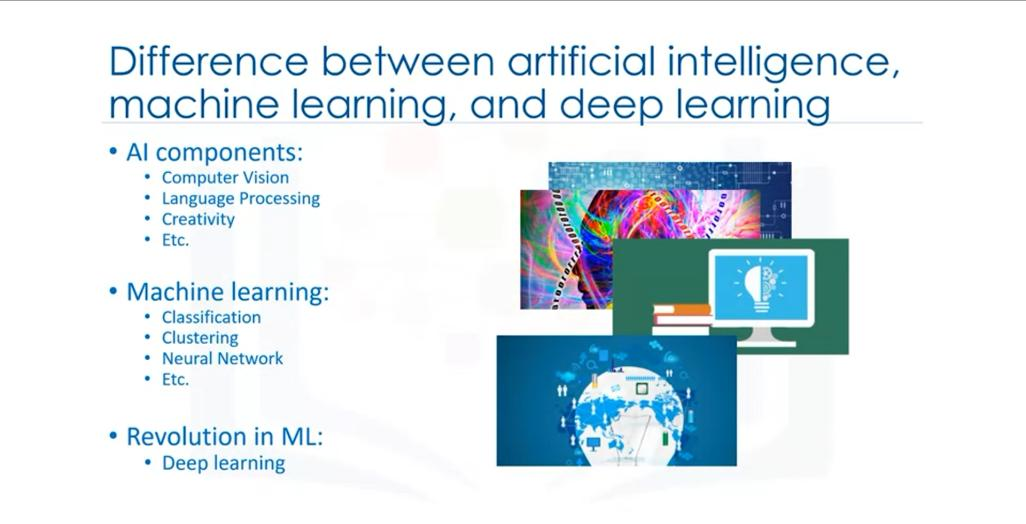 Difference between artificial intelligence,
machine learning, and deep learning
• AI components:
• Computer Vision
• Language Processing
• Creativity
• Etc.
• Machine learning:
• Classification
• Clustering
• Neural Network
• Etc.
• Revolution in ML:
• Deep learning